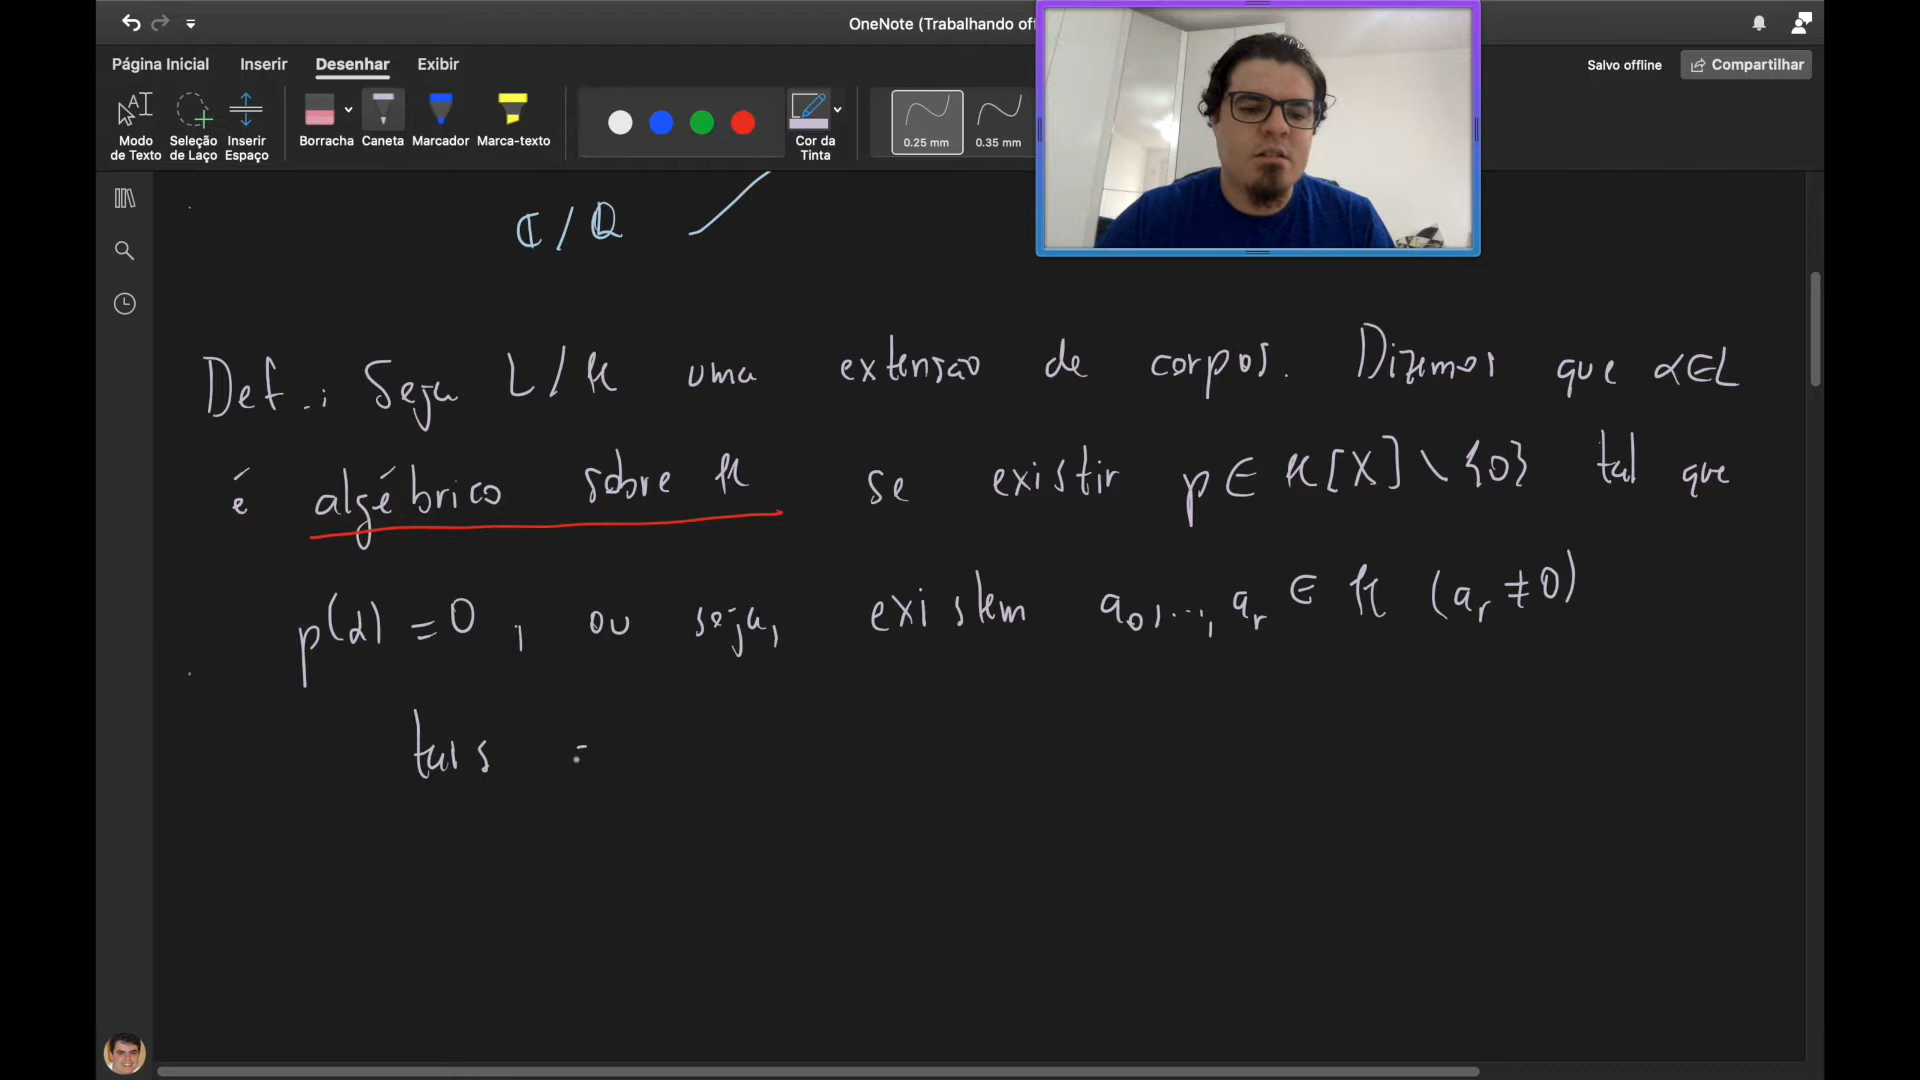 OneNote (Trabalhando off
Página Inicial Inserir Desenhar Exibir
Salvo offline Compartilhar
Modo de Texto
Seleção de Laço
Inserir Espaço
Borracha
Caneta
Marcador
Marca-texto
Cor da Tinta
0.25 mm
0.35 mm
ℂ/ℚ
Def.: Seja L/K uma extensao de corpos. Dizemos que α∈L
é algébrico sobre K se existir p∈K[X]∖{0} tal que
p(α)=0, ou seja, existem a₀,...,aᵣ ∈ K (aᵣ≠0)
tais